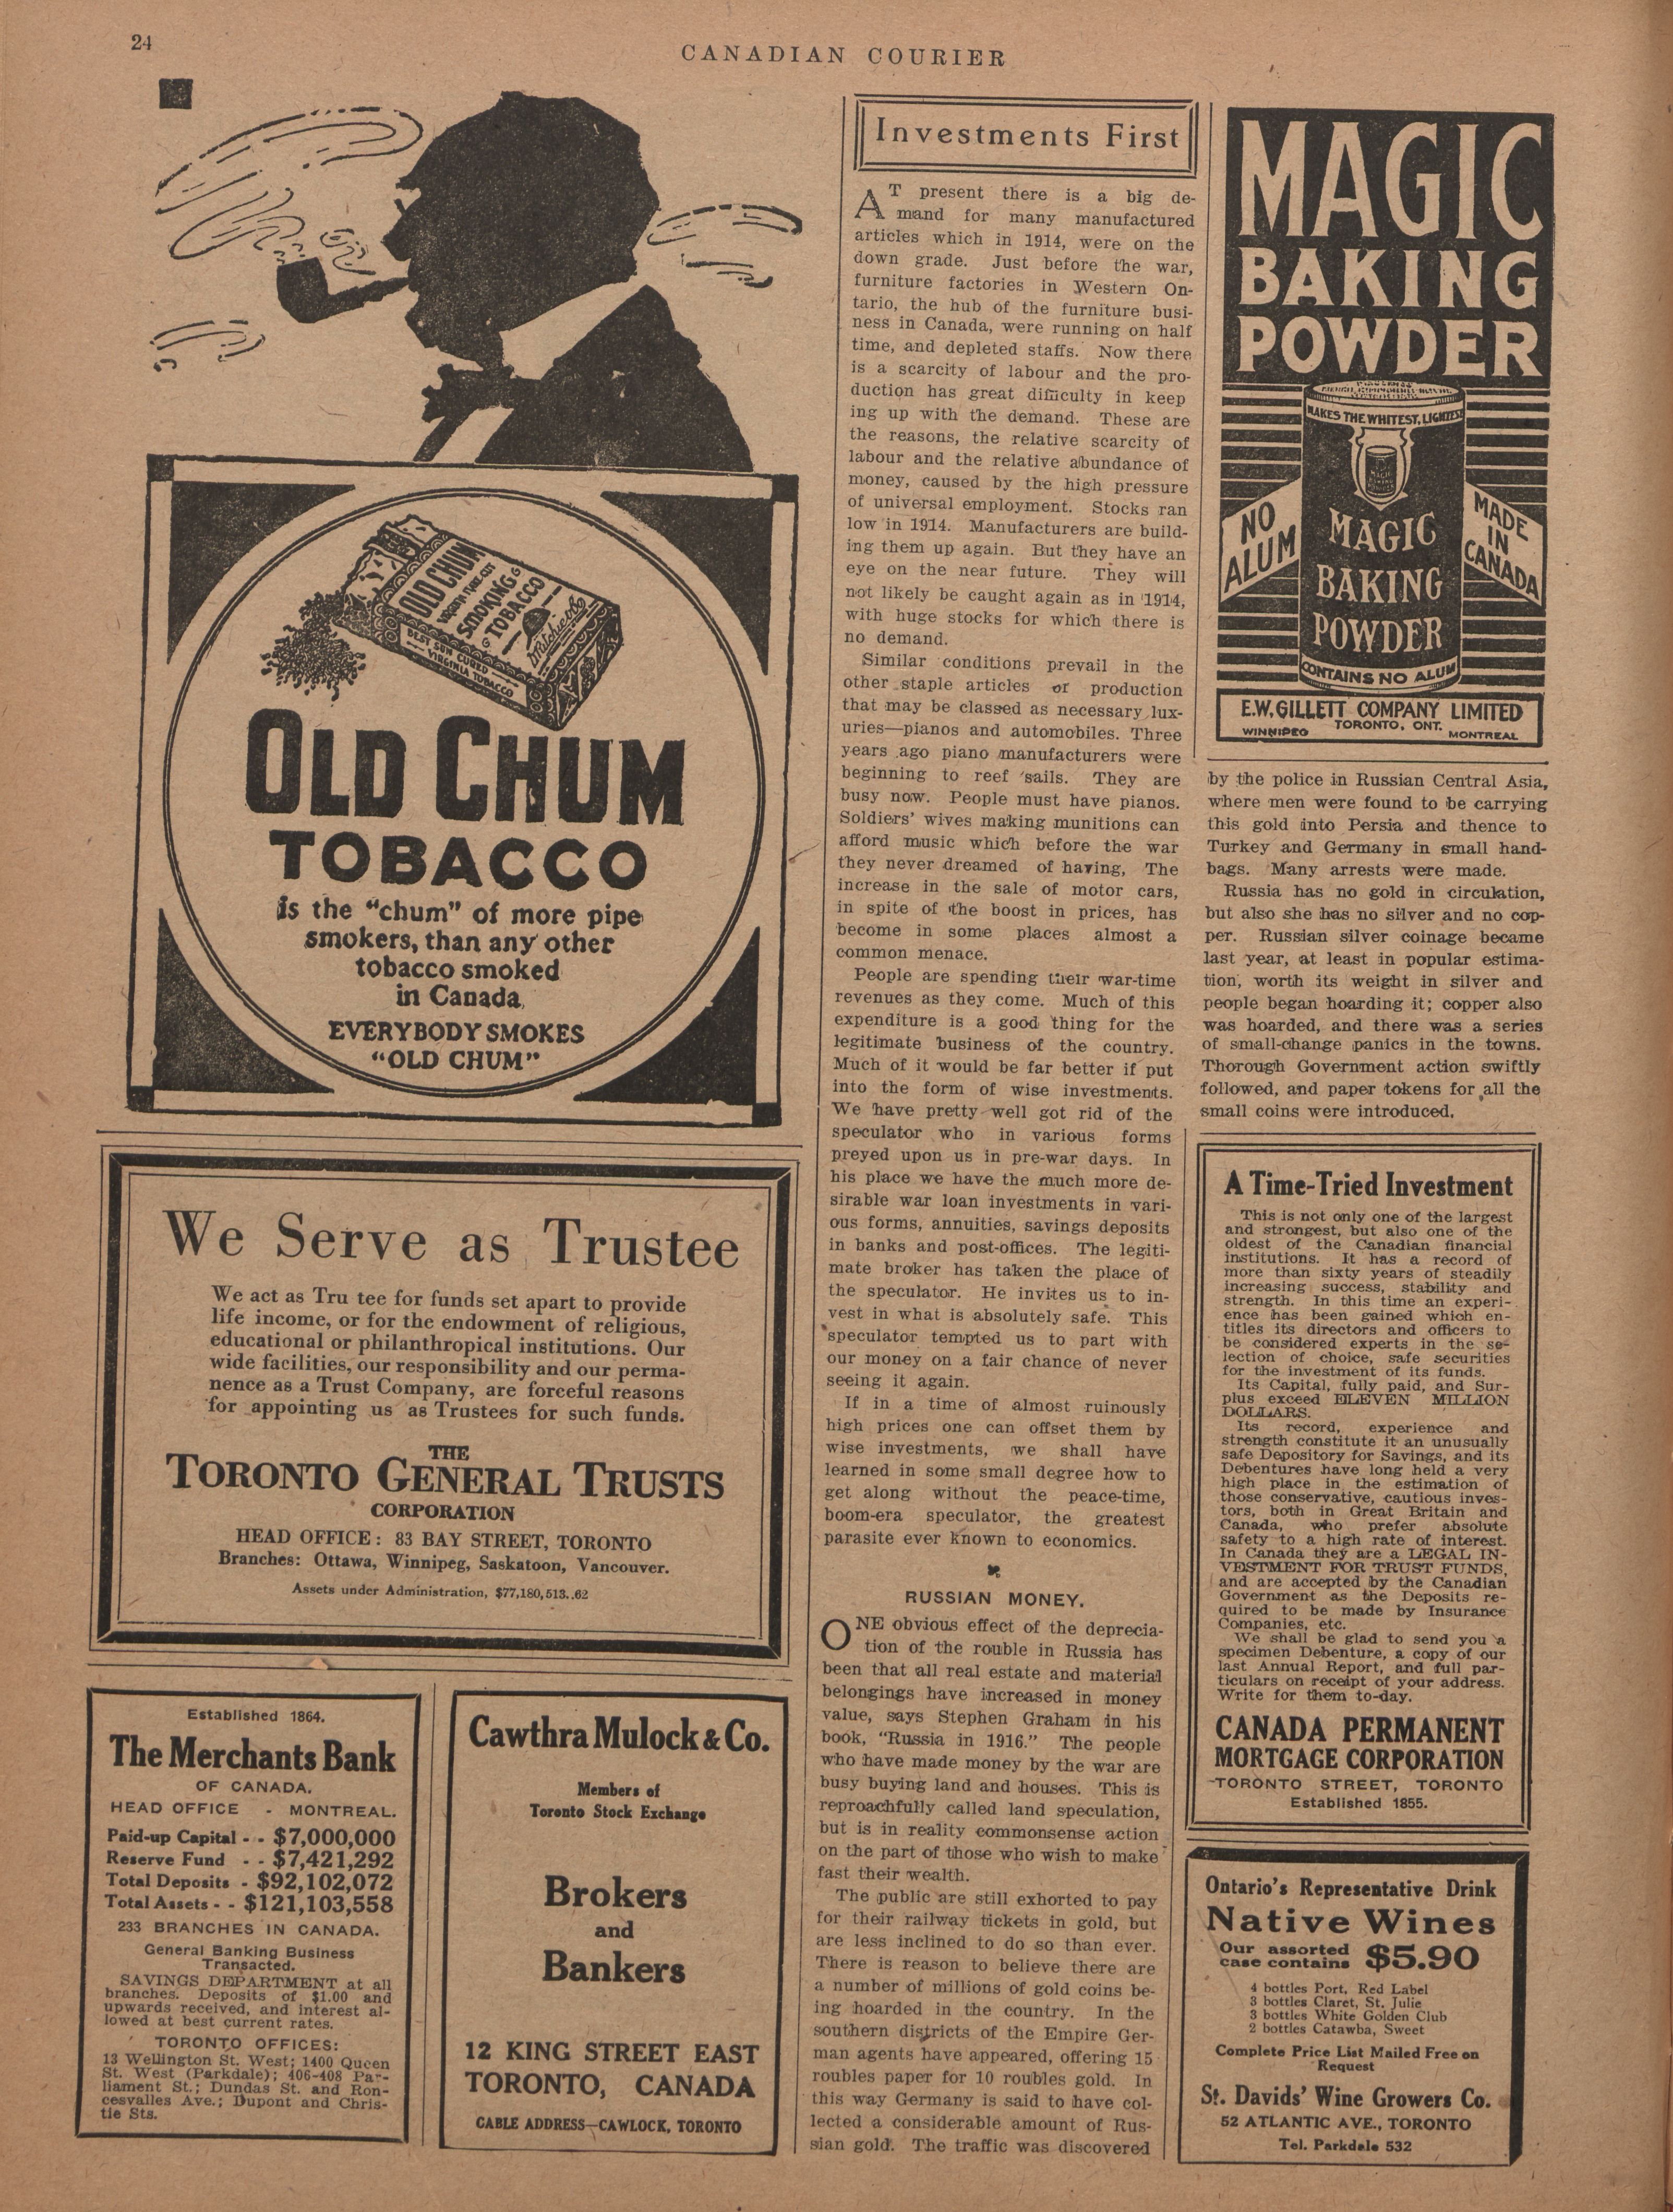 24
CANADIAN COURIER
OLD CHUM
VIRGINIA FLAKE CUT
SMOKING
TOBACCO
Ritchie's
BEST SUN CURED
VIRGINIA TOBACCO
OLD CHUM
TOBACCO
is the "chum" of more pipe
smokers, than any other
tobacco smoked
in Canada
EVERYBODY SMOKES
"OLD CHUM"
We Serve as Trustee
We act as Tru tee for funds set apart to provide
life income, or for the endowment of religious,
educational or philanthropical institutions. Our
wide facilities, our responsibility and our perma-
nence as a Trust Company, are forceful reasons
for appointing us as Trustees for such funds.
THE
TORONTO GENERAL TRUSTS
CORPORATION
HEAD OFFICE: 83 BAY STREET, TORONTO
Branches: Ottawa, Winnipeg, Saskatoon, Vancouver.
Assets under Administration, $77,180,513..62
Established 1864.
The Merchants Bank
OF CANADA.
HEAD OFFICE - MONTREAL.
Paid-up Capital - - $7,000,000
Reserve Fund - - $7,421,292
Total Deposits - $92,102,072
Total Assets - - $121,103,558
233 BRANCHES IN CANADA.
General Banking Business
Transacted.
SAVINGS DEPARTMENT at all
branches. Deposits of $1.00 and
upwards received, and interest al-
lowed at best current rates.
TORONTO OFFICES:
13 Wellington St. West; 1400 Queen
St. West (Parkdale); 406-408 Par-
liament St.; Dundas St. and Ron-
cesvalles Ave.; Dupont and Chris-
tie Sts.
Cawthra Mulock & Co.
Members of
Toronto Stock Exchange
Brokers
and
Bankers
12 KING STREET EAST
TORONTO, CANADA
CABLE ADDRESS—CAWLOCK, TORONTO
Investments First
AT present there is a big de-
mand for many manufactured
articles which in 1914, were on the
down grade. Just before the war,
furniture factories in Western On-
tario, the hub of the furniture busi-
ness in Canada, were running on half
time, and depleted staffs. Now there
is a scarcity of labour and the pro-
duction has great difficulty in keep
ing up with the demand. These are
the reasons, the relative scarcity of
labour and the relative abundance of
money, caused by the high pressure
of universal employment. Stocks ran
low in 1914. Manufacturers are build-
ing them up again. But they have an
eye on the near future. They will
not likely be caught again as in 1914,
with huge stocks for which there is
no demand.
Similar conditions prevail in the
other staple articles of production
that may be classed as necessary lux-
uries—pianos and automobiles. Three
years ago piano manufacturers were
beginning to reef sails. They are
busy now. People must have pianos.
Soldiers' wives making munitions can
afford music which before the war
they never dreamed of having, The
increase in the sale of motor cars,
in spite of the boost in prices, has
become in some places almost a
common menace.
People are spending their war-time
revenues as they come. Much of this
expenditure is a good thing for the
legitimate business of the country.
Much of it would be far better if put
into the form of wise investments.
We have pretty well got rid of the
speculator who in various forms
preyed upon us in pre-war days. In
his place we have the much more de-
sirable war loan investments in vari-
ous forms, annuities, savings deposits
in banks and post-offices. The legiti-
mate broker has taken the place of
the speculator. He invites us to in-
vest in what is absolutely safe. This
speculator tempted us to part with
our money on a fair chance of never
seeing it again.
If in a time of almost ruinously
high prices one can offset them by
wise investments, we shall have
learned in some small degree how to
get along without the peace-time,
boom-era speculator, the greatest
parasite ever known to economics.
RUSSIAN MONEY.
ONE obvious effect of the deprecia-
tion of the rouble in Russia has
been that all real estate and material
belongings have increased in money
value, says Stephen Graham in his
book, "Russia in 1916." The people
who have made money by the war are
busy buying land and houses. This is
reproachfully called land speculation,
but is in reality commonsense action
on the part of those who wish to make
fast their wealth.
The public are still exhorted to pay
for their railway tickets in gold, but
are less inclined to do so than ever.
There is reason to believe there are
a number of millions of gold coins be-
ing hoarded in the country. In the
southern districts of the Empire Ger-
man agents have appeared, offering 15
roubles paper for 10 roubles gold. In
this way Germany is said to have col-
lected a considerable amount of Rus-
sian gold. The traffic was discovered
MAGIC
BAKING
POWDER
MAKES THE WHITEST, LIGHTEST
NO
ALUM
MADE
IN
CANADA
MAGIC
BAKING
POWDER
CONTAINS NO ALUM
E.W. GILLETT COMPANY LIMITED
TORONTO, ONT.
WINNIPEG MONTREAL
by the police in Russian Central Asia,
where men were found to be carrying
this gold into Persia and thence to
Turkey and Germany in small hand-
bags. Many arrests were made.
Russia has no gold in circulation,
but also she has no silver and no cop-
per. Russian silver coinage became
last year, at least in popular estima-
tion, worth its weight in silver and
people began hoarding it; copper also
was hoarded, and there was a series
of small-change panics in the towns.
Thorough Government action swiftly
followed, and paper tokens for all the
small coins were introduced.
A Time-Tried Investment
This is not only one of the largest
and strongest, but also one of the
oldest of the Canadian financial
institutions. It has a record of
more than sixty years of steadily
increasing success, stability and
strength. In this time an experi-
ence has been gained which en-
titles its directors and officers to
be considered experts in the se-
lection of choice, safe securities
for the investment of its funds.
Its Capital, fully paid, and Sur-
plus exceed ELEVEN MILLION
DOLLARS.
Its record, experience and
strength constitute it an unusually
safe Depository for Savings, and its
Debentures have long held a very
high place in the estimation of
those conservative, cautious inves-
tors, both in Great Britain and
Canada, who prefer absolute
safety to a high rate of interest.
In Canada they are a LEGAL IN-
VESTMENT FOR TRUST FUNDS,
and are accepted by the Canadian
Government as the Deposits re-
quired to be made by Insurance
Companies, etc.
We shall be glad to send you a
specimen Debenture, a copy of our
last Annual Report, and full par-
ticulars on receipt of your address.
Write for them to-day.
CANADA PERMANENT
MORTGAGE CORPORATION
TORONTO STREET, TORONTO
Established 1855.
Ontario's Representative Drink
Native Wines
Our assorted
case contains $5.90
4 bottles Port, Red Label
3 bottles Claret, St. Julie
3 bottles White Golden Club
2 bottles Catawba, Sweet
Complete Price List Mailed Free on
Request
St. Davids' Wine Growers Co.
52 ATLANTIC AVE., TORONTO
Tel. Parkdale 532